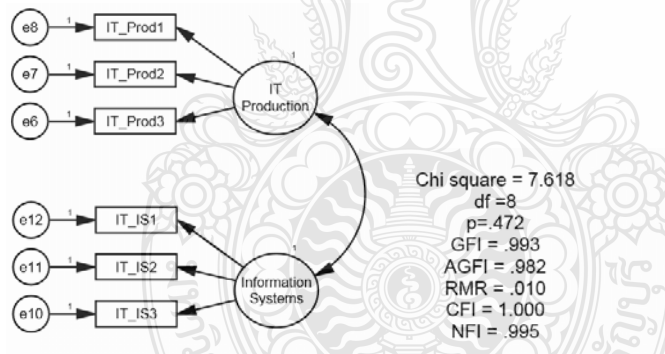 e8 1 IT_Prod1
e7 1 IT_Prod2
e6 1 IT_Prod3
1
IT
Production
e12 1 IT_IS1
e11 1 IT_IS2
e10 1 IT_IS3
1
Information
Systems
Chi square = 7.618
df =8
p=.472
GFI = .993
AGFI = .982
RMR = .010
CFI = 1.000
NFI = .995